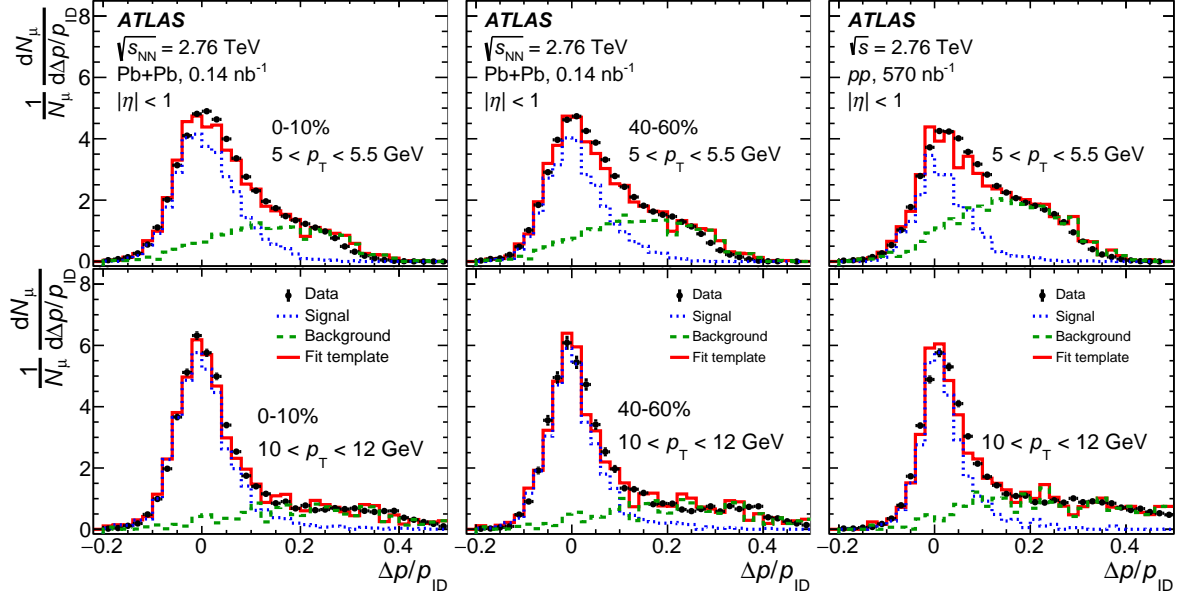 1/Nμ dNμ/dΔp/pID
8
6
4
2
0
ATLAS
√sNN = 2.76 TeV
Pb+Pb, 0.14 nb-1
|η| < 1
0-10%
5 < pT < 5.5 GeV
ATLAS
√sNN = 2.76 TeV
Pb+Pb, 0.14 nb-1
|η| < 1
40-60%
5 < pT < 5.5 GeV
ATLAS
√s = 2.76 TeV
pp, 570 nb-1
|η| < 1
5 < pT < 5.5 GeV
1/Nμ dNμ/dΔp/pID
8
6
4
2
0
Data
Signal
Background
Fit template
0-10%
10 < pT < 12 GeV
−0.2 0 0.2 0.4
Δp/pID
Data
Signal
Background
Fit template
40-60%
10 < pT < 12 GeV
−0.2 0 0.2 0.4
Δp/pID
Data
Signal
Background
Fit template
10 < pT < 12 GeV
−0.2 0 0.2 0.4
Δp/pID